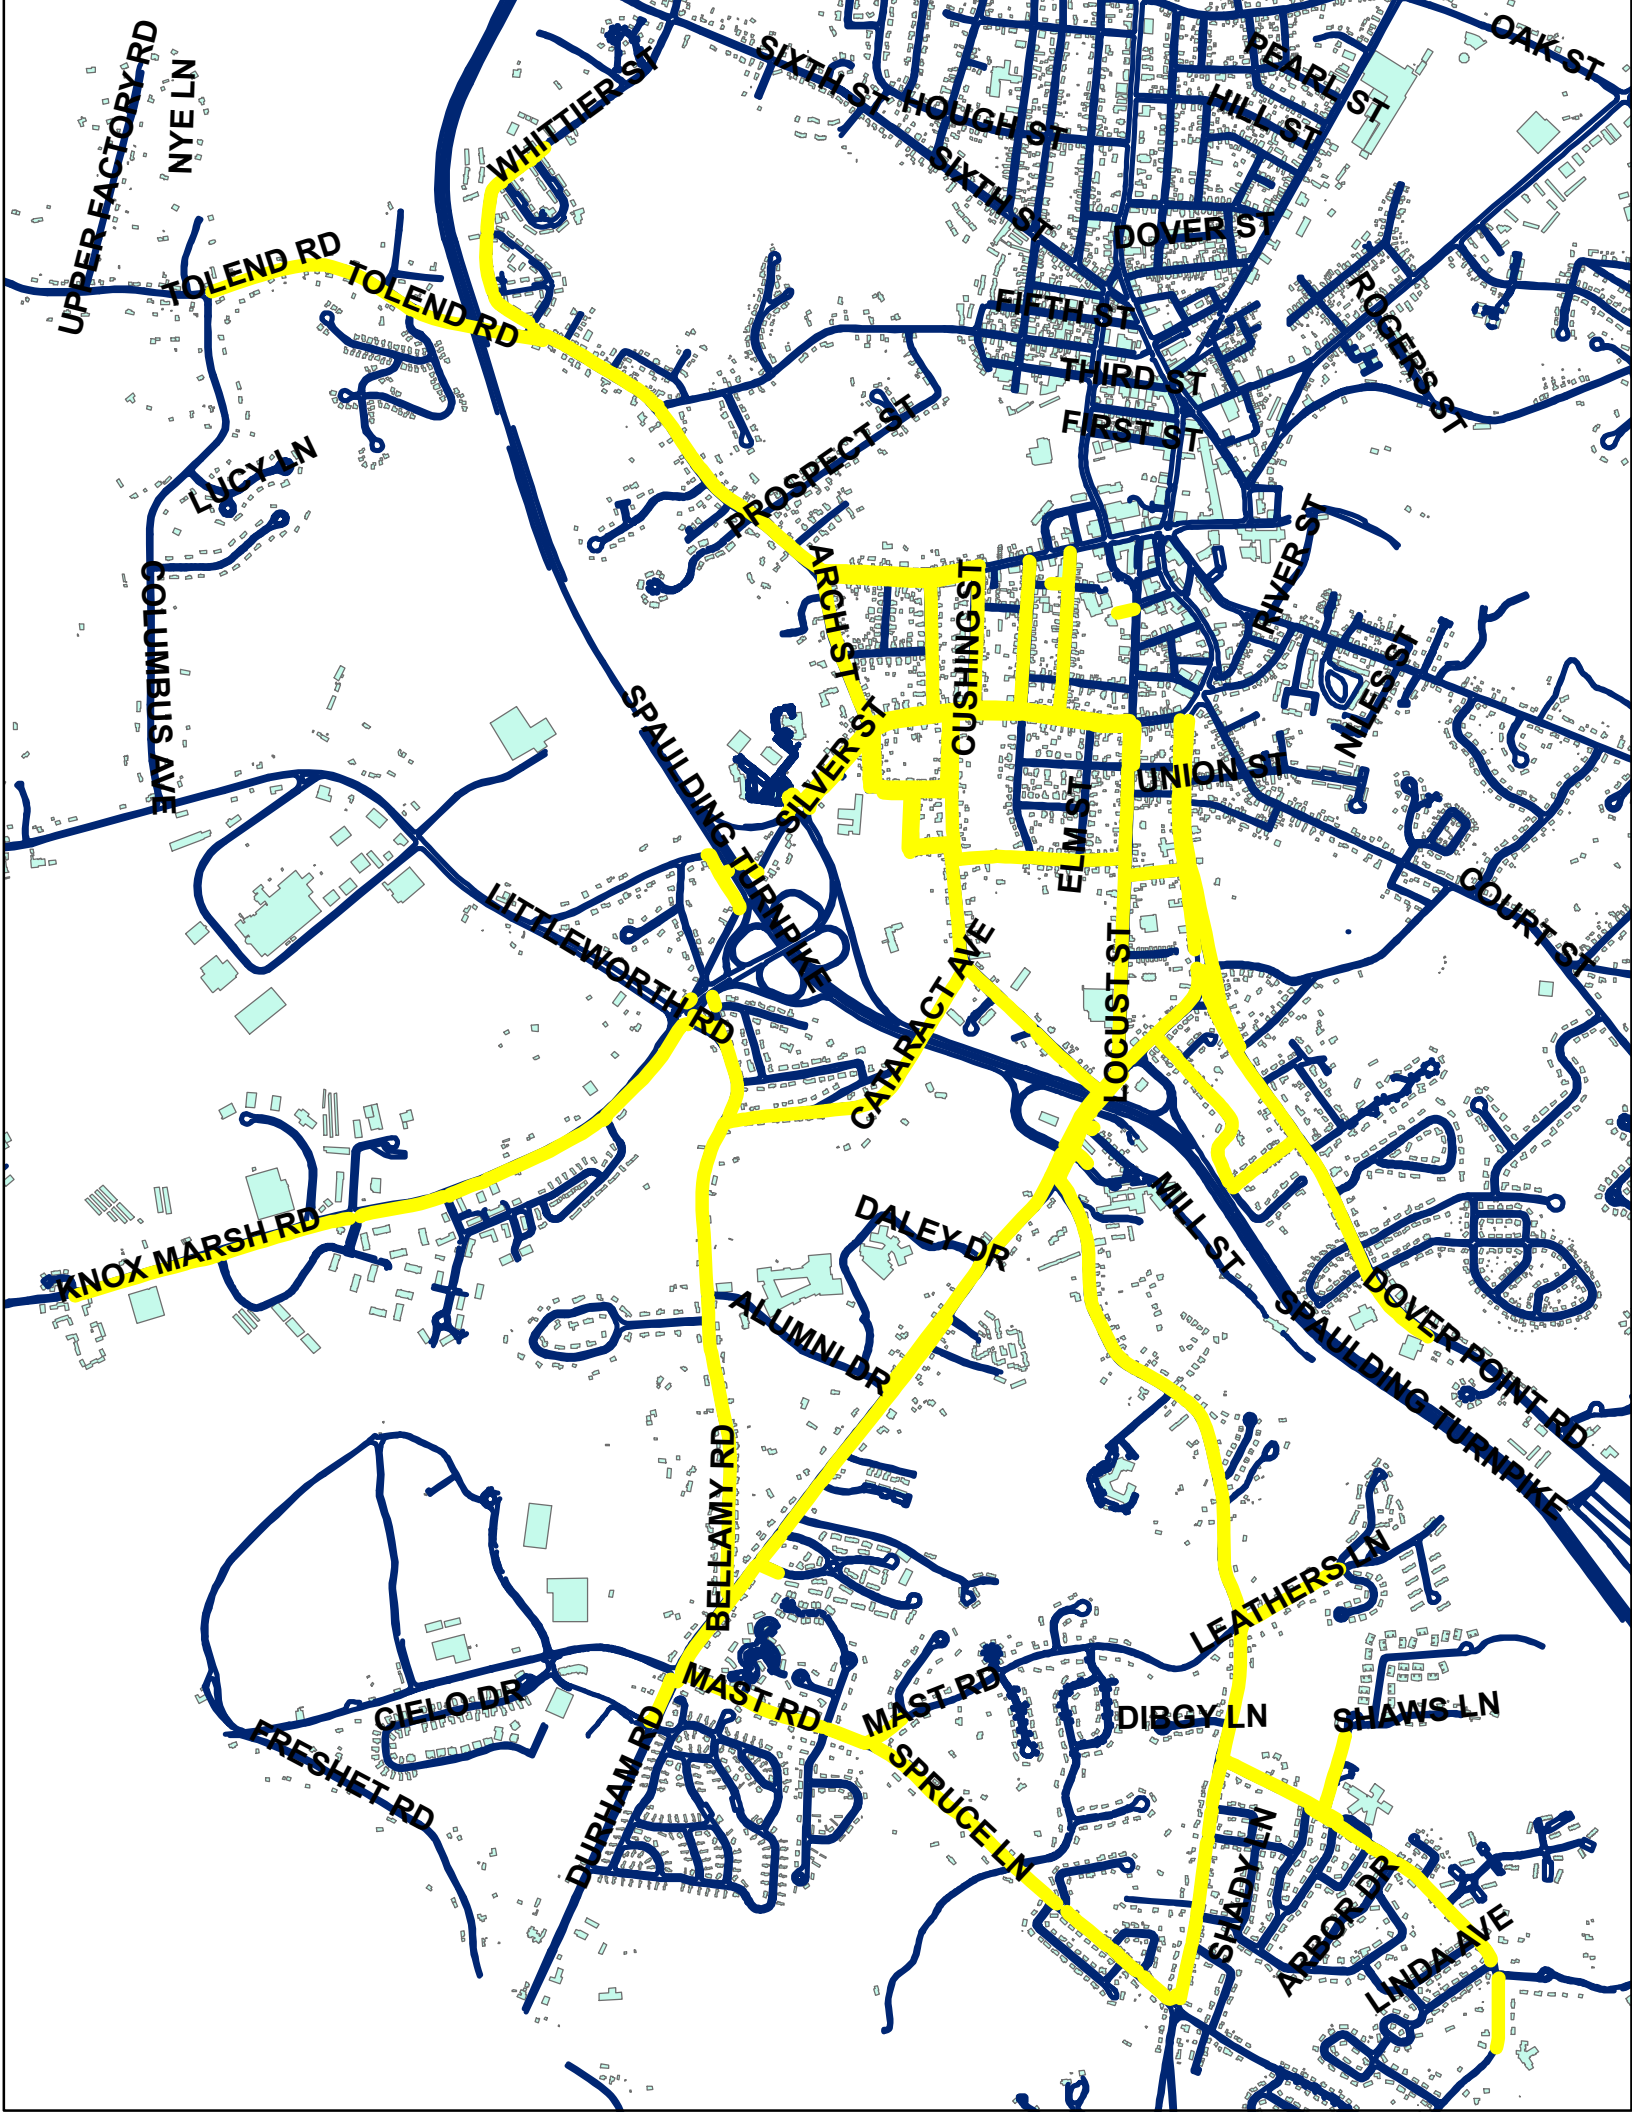 OAK ST
UPPER FACTORY RD
NYE LN
PEARL ST
SIXTH ST
WHITTIER ST
HOUGH ST
HILL ST
SIXTH ST
DOVER ST
TOLEND RD
TOLEND RD
FIFTH ST
ROGERS ST
THIRD ST
FIRST ST
PROSPECT ST
LUCY LN
RIVER ST
ARCH ST
CUSHING ST
COLUMBUS AVE
NILES ST
SPAULDING TURNPIKE
SILVER ST
UNION ST
ELM ST
LITTLEWORTH RD
COURT ST
CATARACT AVE
LOCUST ST
KNOX MARSH RD
DALEY DR
MILL ST
ALUMNI DR
DOVER POINT RD
SPAULDING TURNPIKE
BELLAMY RD
LEATHERS LN
MAST RD
MAST RD
CIELO DR
DIBGY LN
SHAWS LN
FRESHET RD
DURHAM RD
SPRUCE LN
SHADY LN
ARBOR DR
LINDA AVE